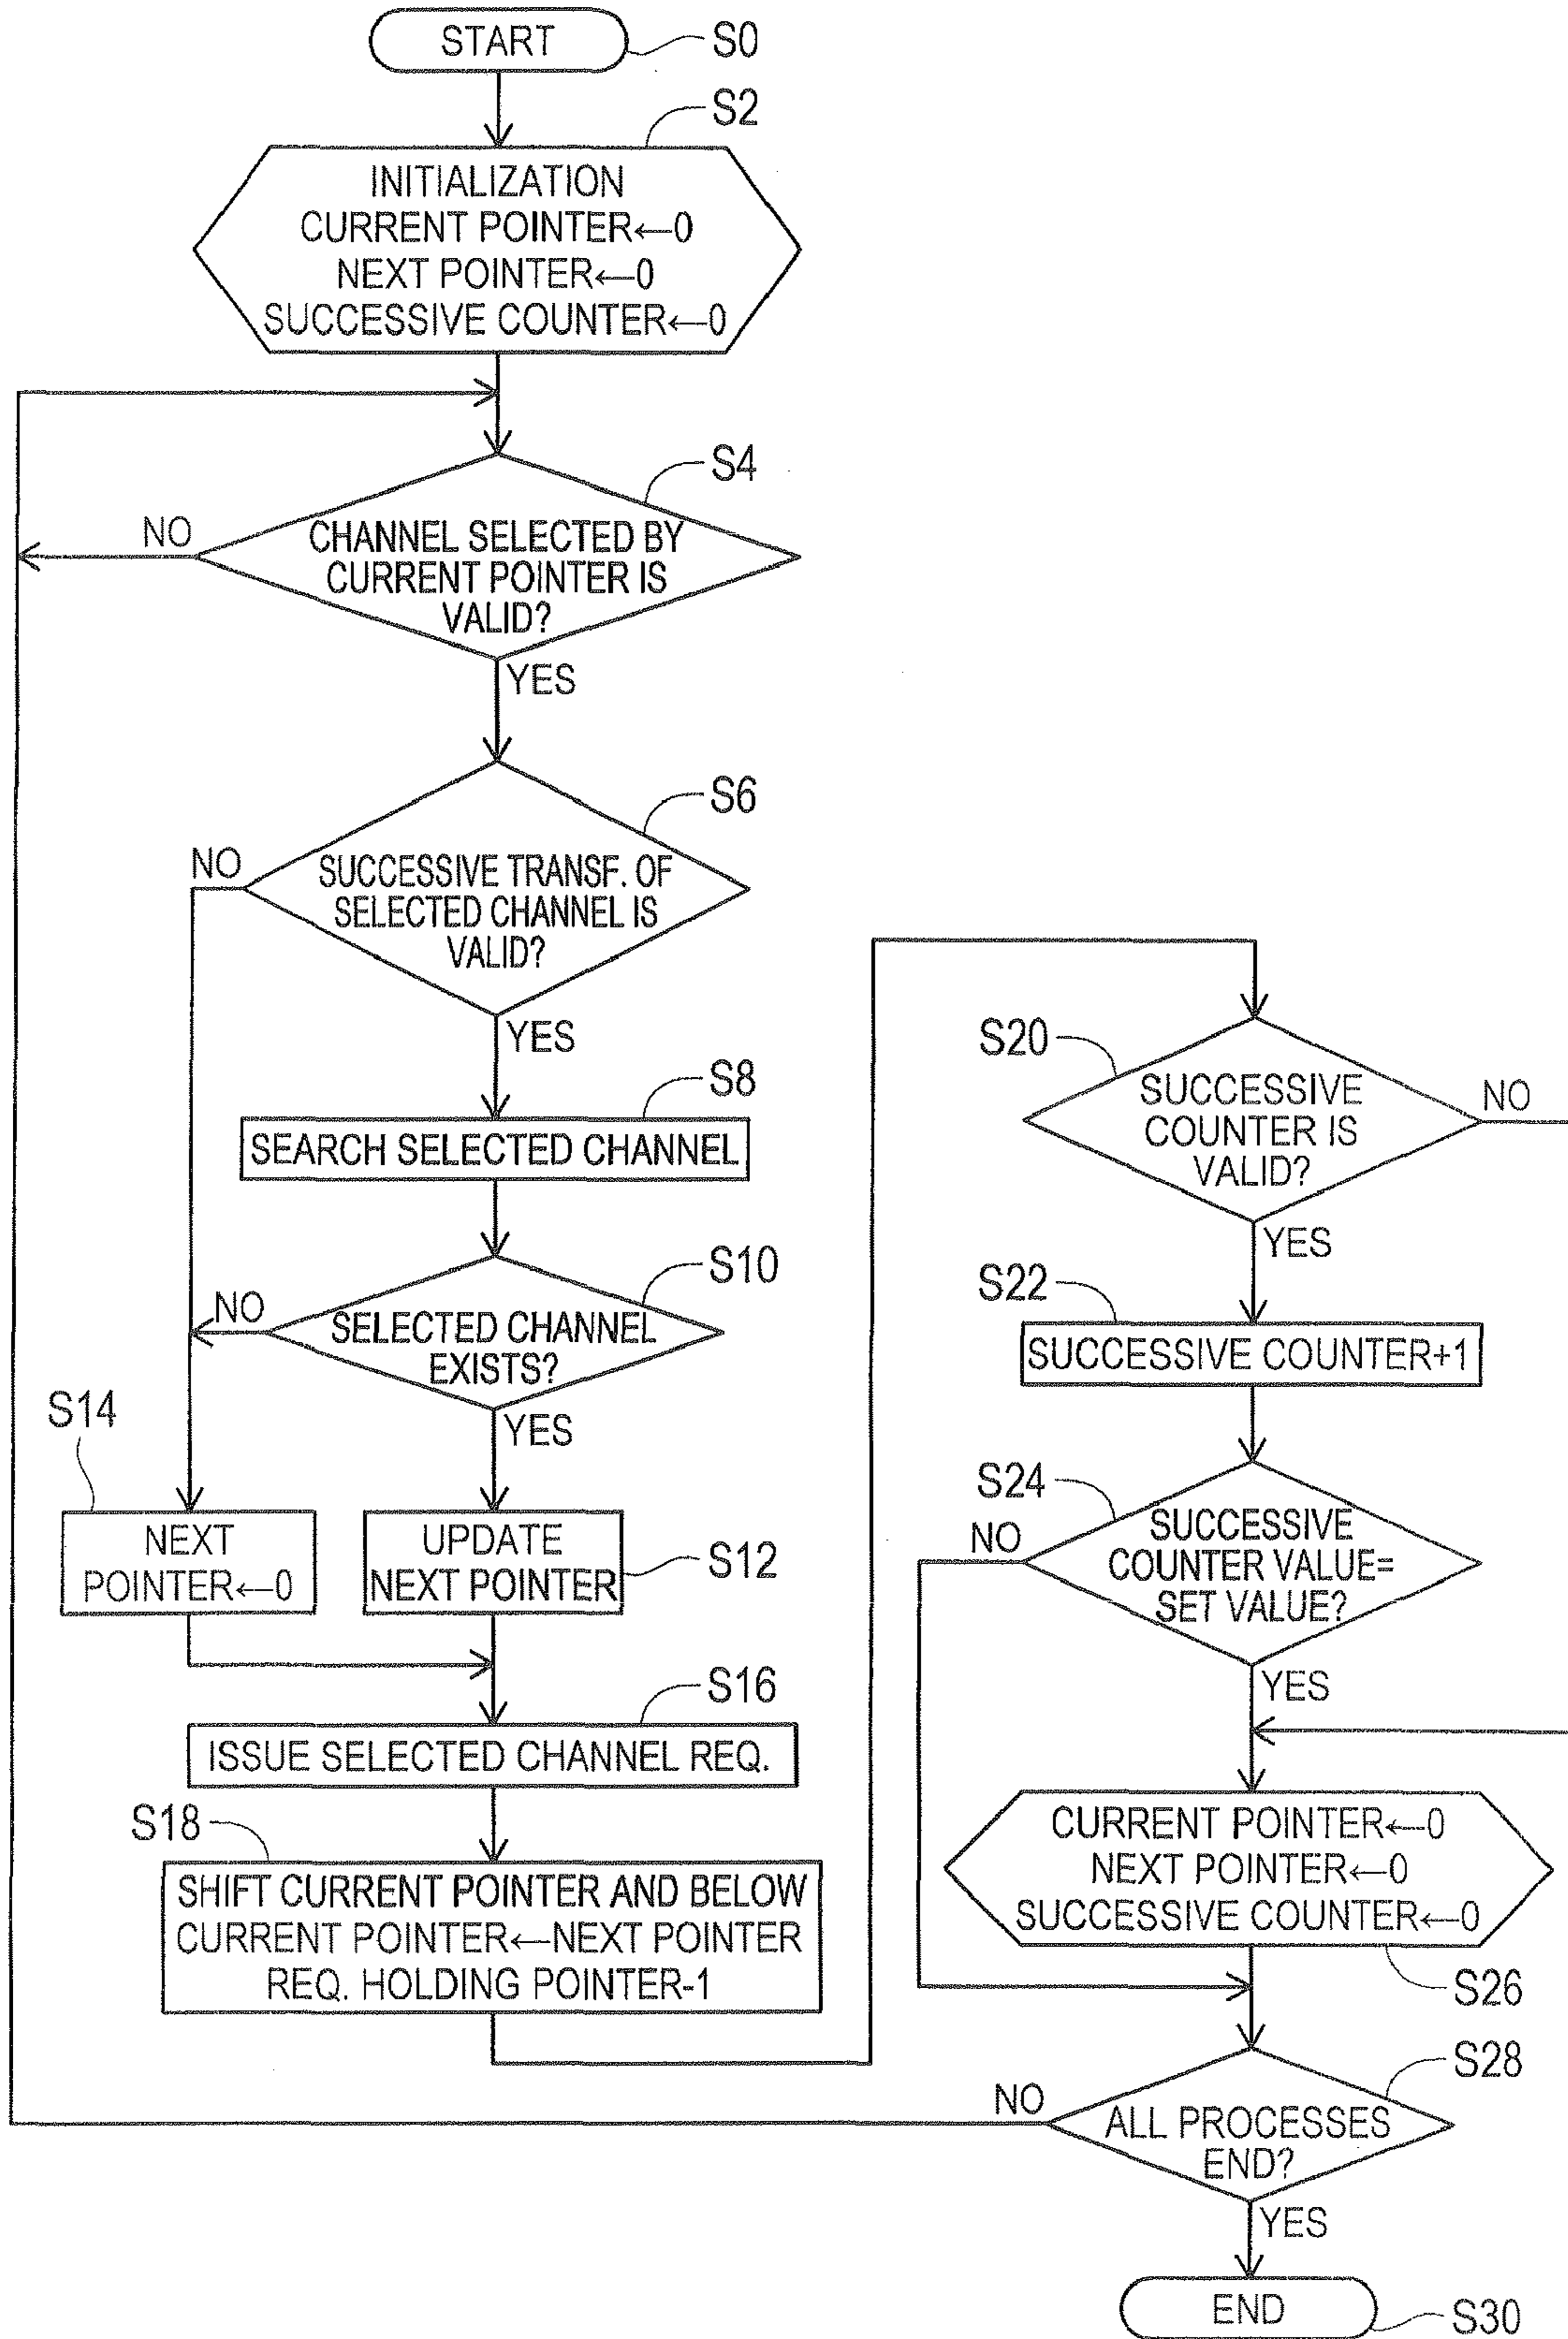 START
S0
S2
INITIALIZATION
CURRENT POINTER←0
NEXT POINTER←0
SUCCESSIVE COUNTER←0
S4
NO
CHANNEL SELECTED BY
CURRENT POINTER IS
VALID?
YES
S6
NO
SUCCESSIVE TRANSF. OF
SELECTED CHANNEL IS
VALID?
YES
S8
SEARCH SELECTED CHANNEL
S10
NO
SELECTED CHANNEL
EXISTS?
YES
S14
NEXT
POINTER←0
UPDATE
NEXT POINTER
S12
S16
ISSUE SELECTED CHANNEL REQ.
S18
SHIFT CURRENT POINTER AND BELOW
CURRENT POINTER←NEXT POINTER
REQ. HOLDING POINTER-1
S20
SUCCESSIVE
COUNTER IS
VALID?
NO
YES
S22
SUCCESSIVE COUNTER+1
S24
NO
SUCCESSIVE
COUNTER VALUE=
SET VALUE?
YES
CURRENT POINTER←0
NEXT POINTER←0
SUCCESSIVE COUNTER←0
S26
S28
NO
ALL PROCESSES
END?
YES
END
S30